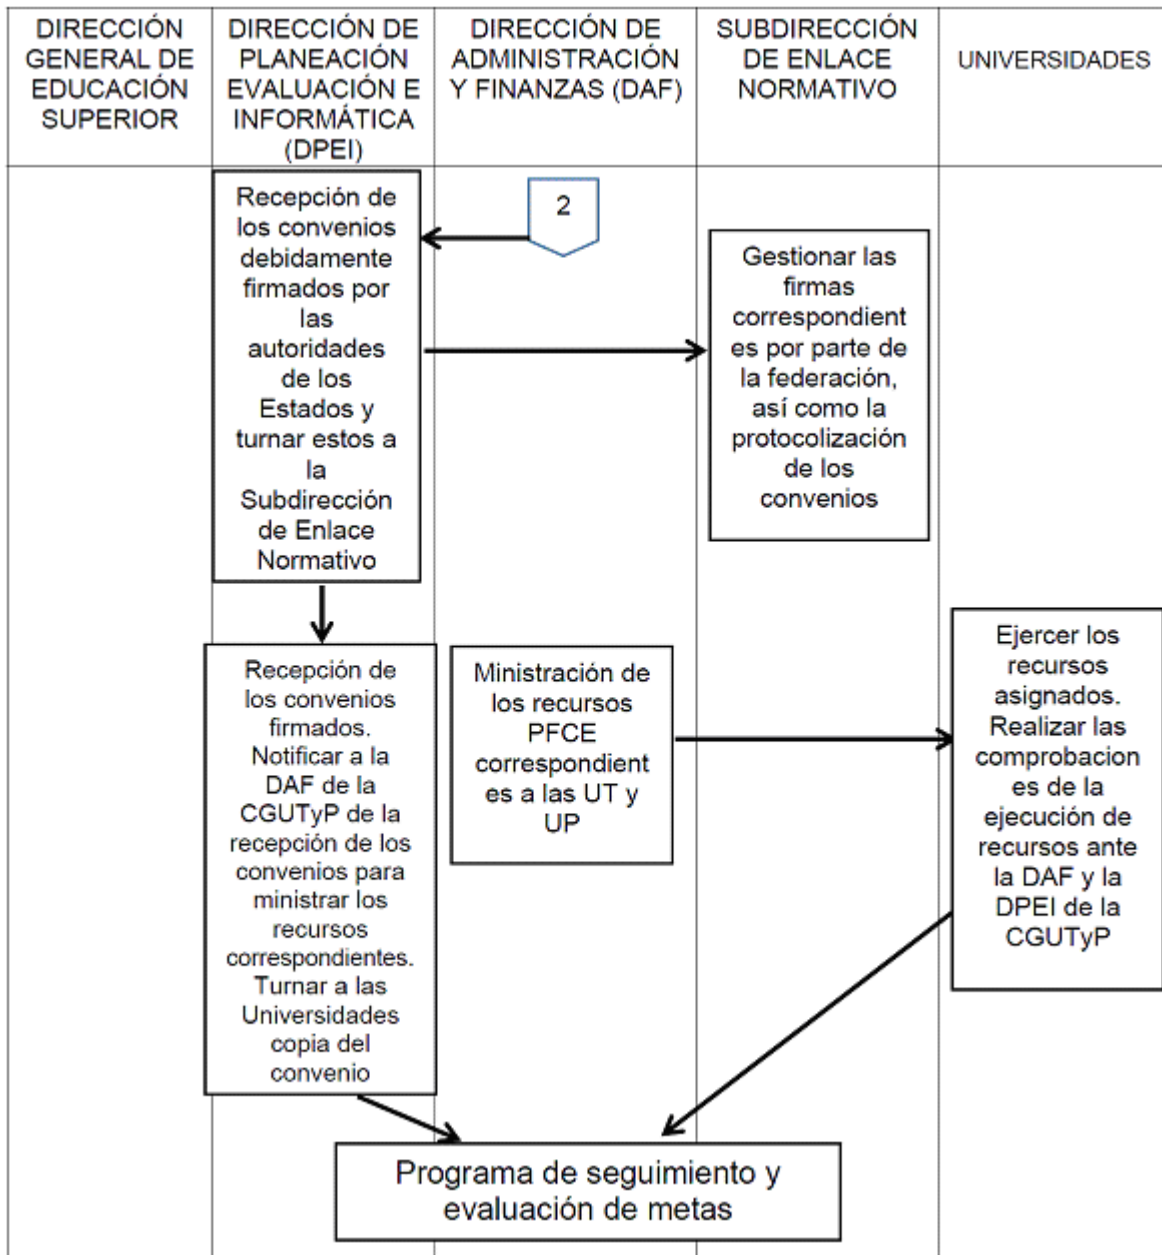 DIRECCIÓN
GENERAL DE
EDUCACIÓN
SUPERIOR
DIRECCIÓN DE
PLANEACIÓN
EVALUACIÓN E
INFORMÁTICA
(DPEI)
DIRECCIÓN DE
ADMINISTRACIÓN
Y FINANZAS (DAF)
SUBDIRECCIÓN
DE ENLACE
NORMATIVO
UNIVERSIDADES
Recepción de
los convenios
debidamente
firmados por
las
autoridades
de los
Estados y
turnar estos a
la
Subdirección
de Enlace
Normativo
2
Gestionar las
firmas
correspondient
es por parte de
la federación,
así como la
protocolización
de los
convenios
Recepción de
los convenios
firmados.
Notificar a la
DAF de la
CGUTyP de la
recepción de los
convenios para
ministrar los
recursos
correspondientes.
Turnar a las
Universidades
copia del
convenio
Ministración de
los recursos
PFCE
correspondient
es a las UT y
UP
Ejercer los
recursos
asignados.
Realizar las
comprobacion
es de la
ejecución de
recursos ante
la DAF y la
DPEI de la
CGUTyP
Programa de seguimiento y
evaluación de metas